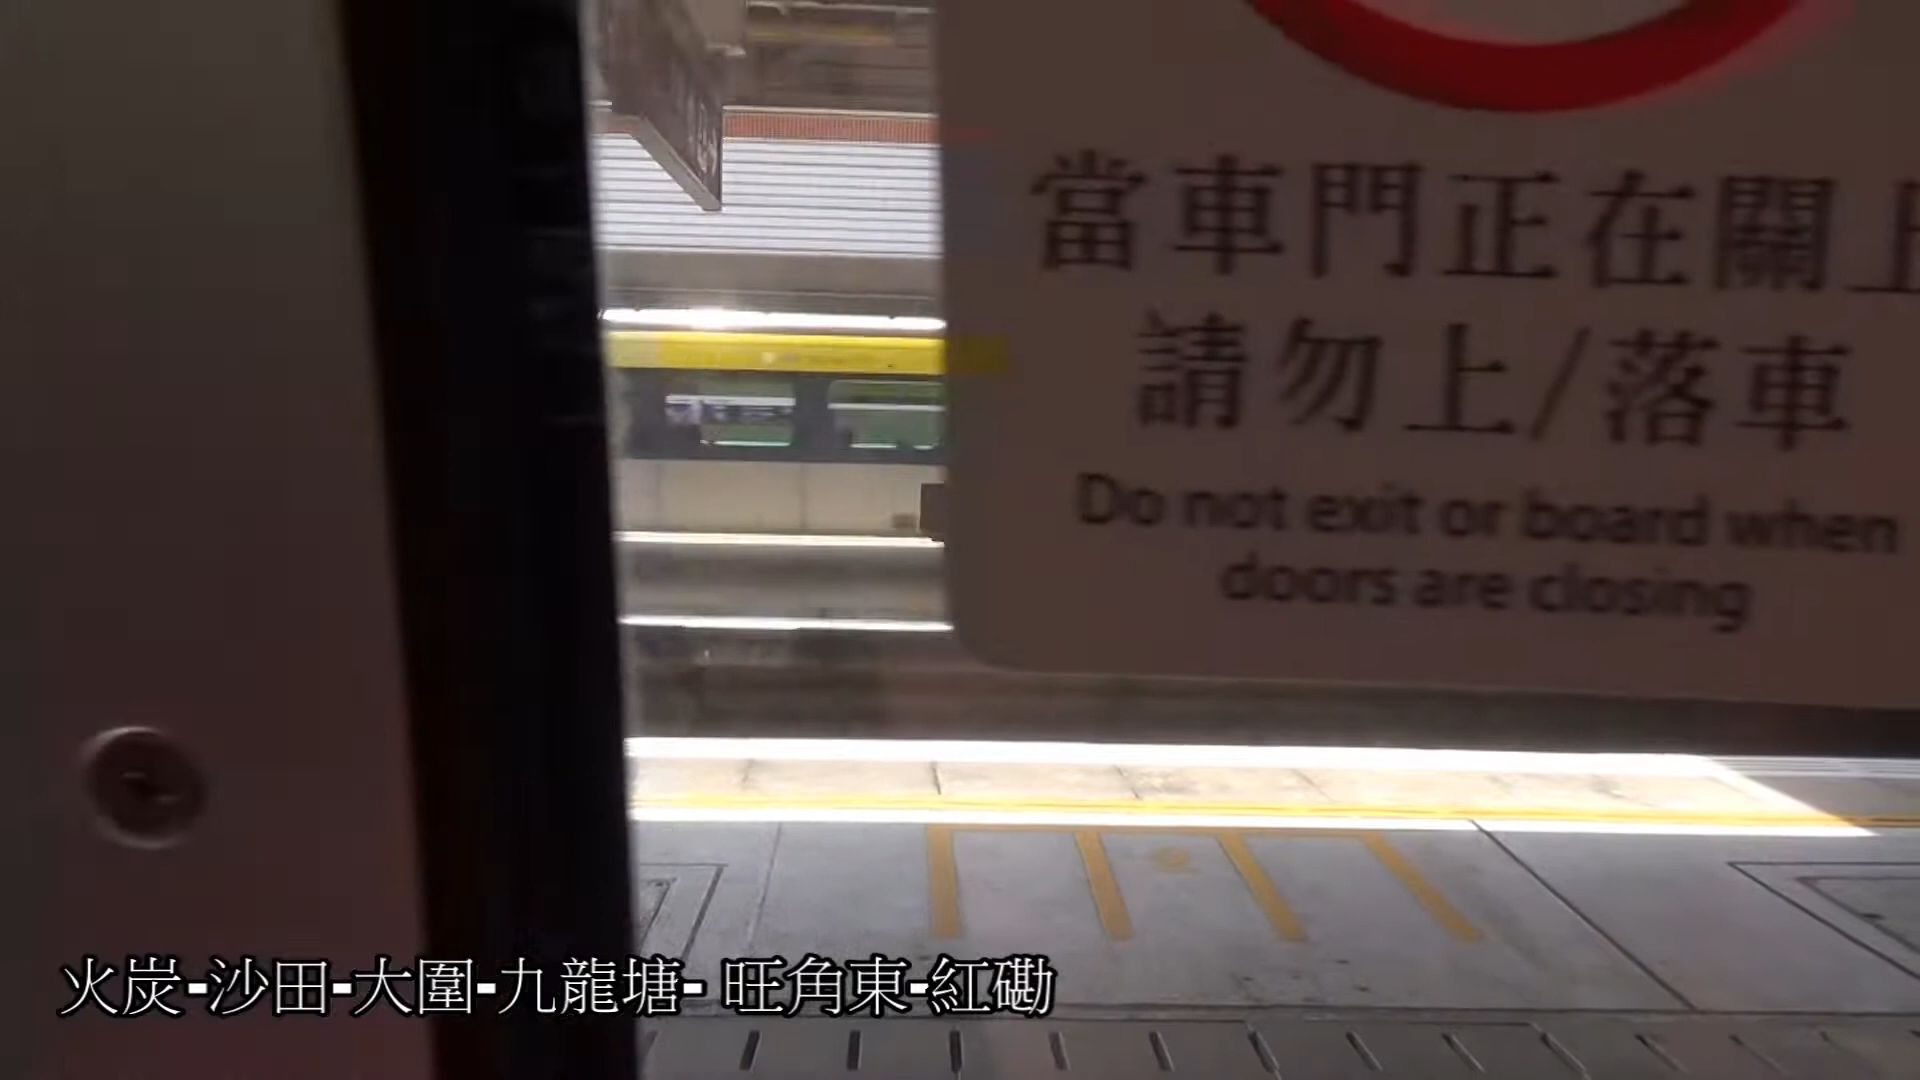 當車門正在關上
請勿上/落車
Do not exit or board when
doors are closing
火炭-沙田-大圍-九龍塘- 旺角東-紅磡